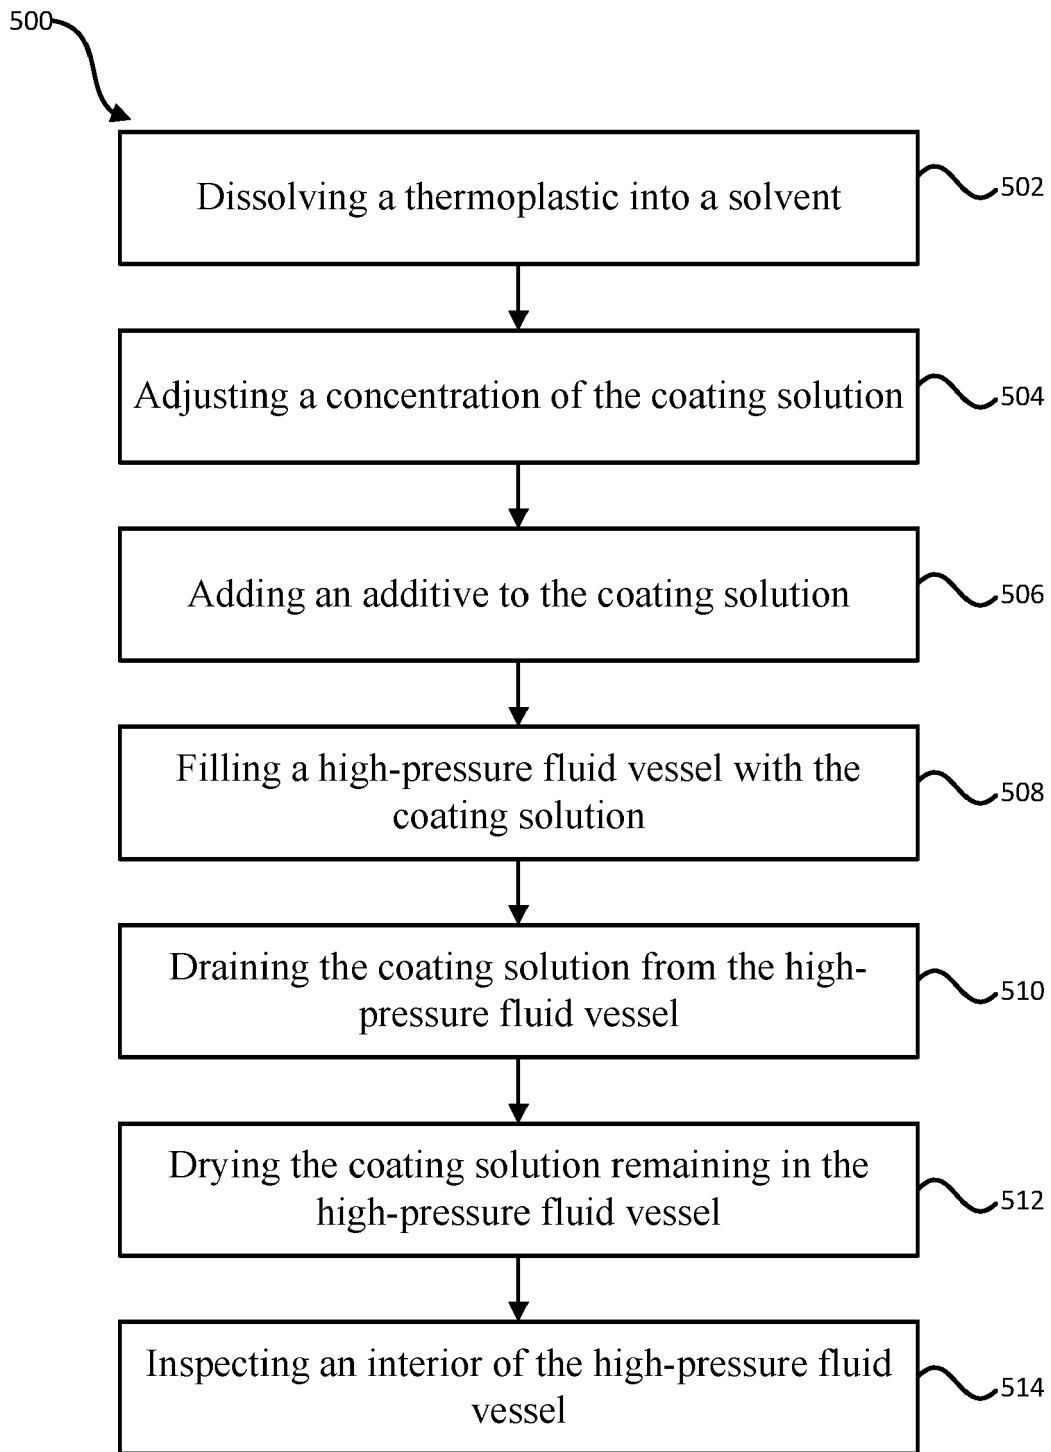 500
Dissolving a thermoplastic into a solvent
502
Adjusting a concentration of the coating solution
504
Adding an additive to the coating solution
506
Filling a high-pressure fluid vessel with the
coating solution
508
Draining the coating solution from the high-
pressure fluid vessel
510
Drying the coating solution remaining in the
high-pressure fluid vessel
512
Inspecting an interior of the high-pressure fluid
vessel
514